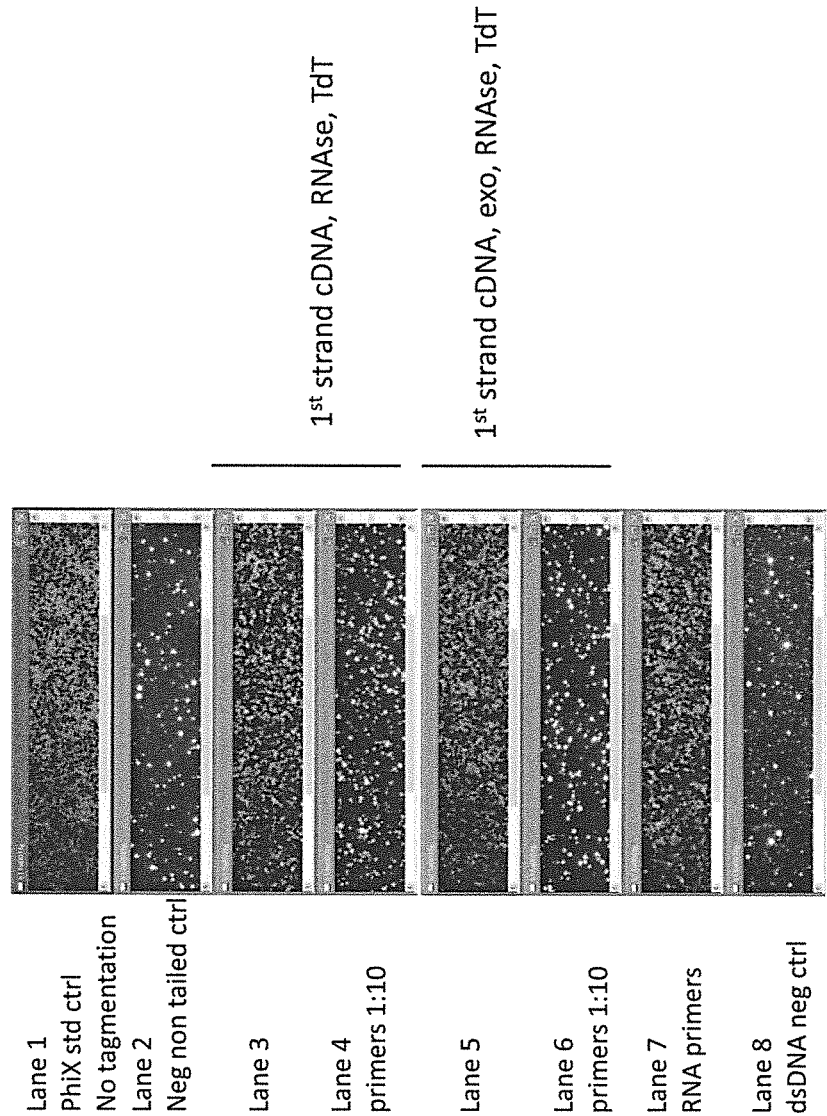 Lane 1
PhiX std ctrl
No tagmentation
Lane 2
Neg non tailed ctrl
Lane 3
Lane 4
primers 1:10
1st strand cDNA, RNAse, TdT
Lane 5
Lane 6
primers 1:10
1st strand cDNA, exo, RNAse, TdT
Lane 7
RNA primers
Lane 8
dsDNA neg ctrl